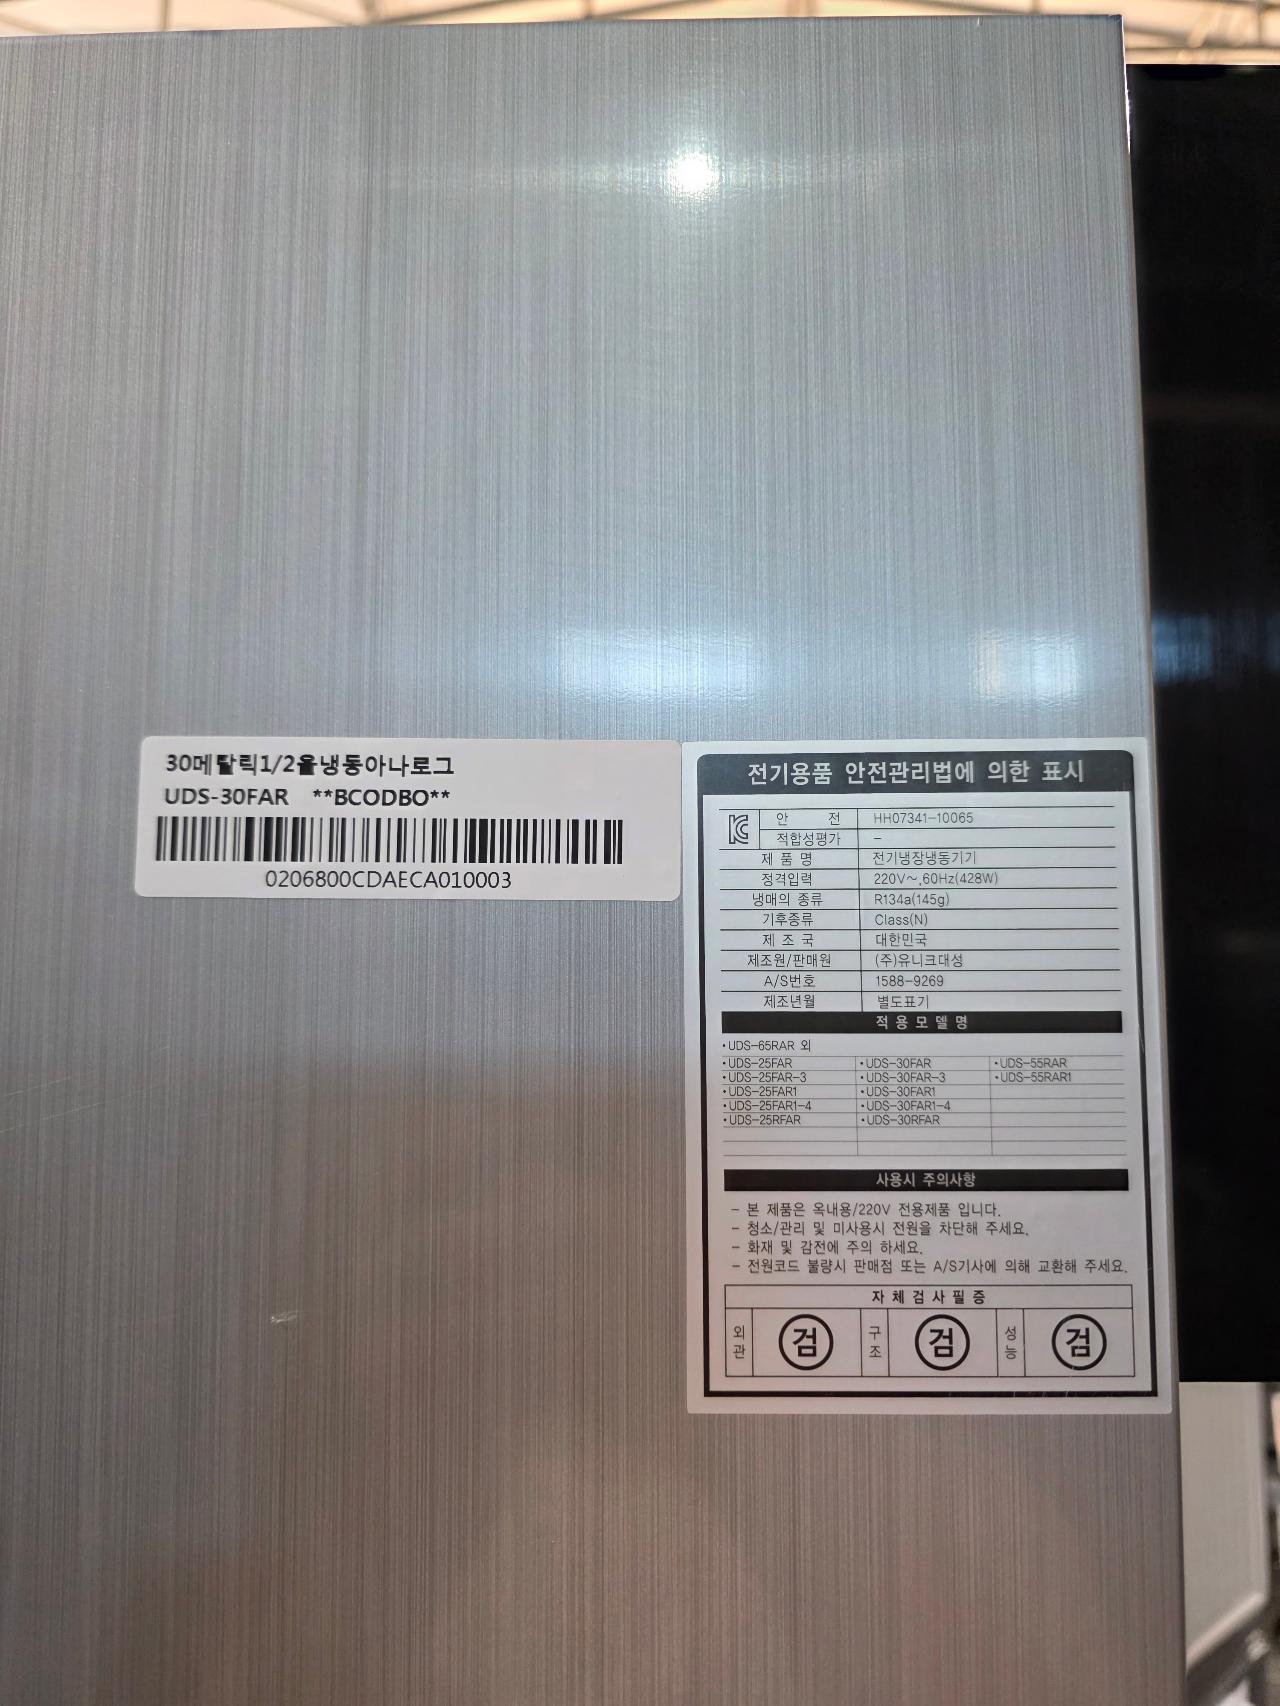 30메탈릭1/2올냉동아나로그
UDS-30FAR **BCODBO**
0206800CDAECA010003
전기용품 안전관리법에 의한 표시
안 전 HH07341-10065
적합성평가 -
제 품 명 전기냉장냉동기기
정격입력 220V~,60Hz(428W)
냉매의 종류 R134a(145g)
기후종류 Class(N)
제 조 국 대한민국
제조원/판매원 (주)유니크대성
A/S번호 1588-9269
제조년월 별도표기
적 용 모 델 명
•UDS-65RAR 외
•UDS-25FAR •UDS-30FAR •UDS-55RAR
•UDS-25FAR-3 •UDS-30FAR-3 •UDS-55RAR1
•UDS-25FAR1 •UDS-30FAR1
•UDS-25FAR1-4 •UDS-30FAR1-4
•UDS-25RFAR •UDS-30RFAR
사용시 주의사항
- 본 제품은 옥내용/220V 전용제품 입니다.
- 청소/관리 및 미사용시 전원을 차단해 주세요.
- 화재 및 감전에 주의 하세요.
- 전원코드 불량시 판매점 또는 A/S기사에 의해 교환해 주세요.
자 체 검 사 필 증
외관 검 구조 검 성능 검